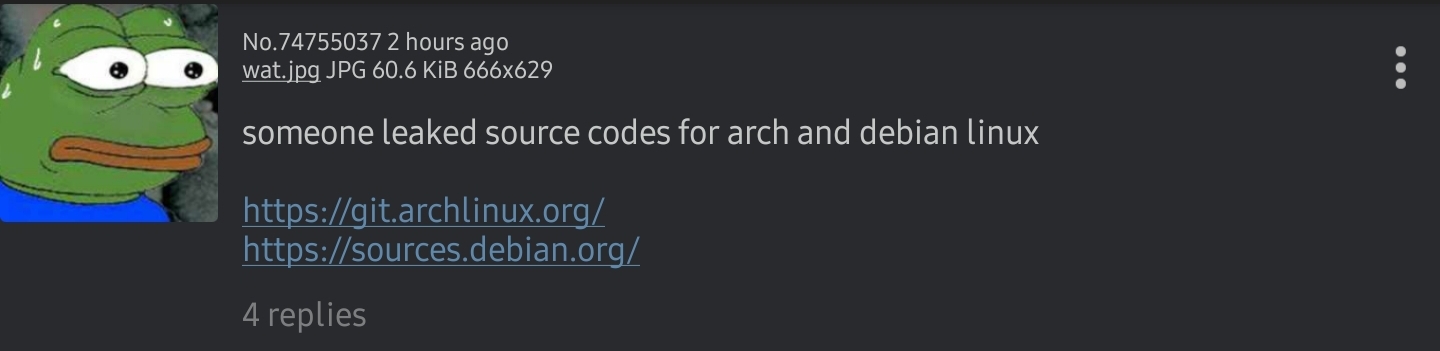 No.74755037 2 hours ago
wat.jpg JPG 60.6 KiB 666x629
someone leaked source codes for arch and debian linux
https://git.archlinux.org/
https://sources.debian.org/
4 replies